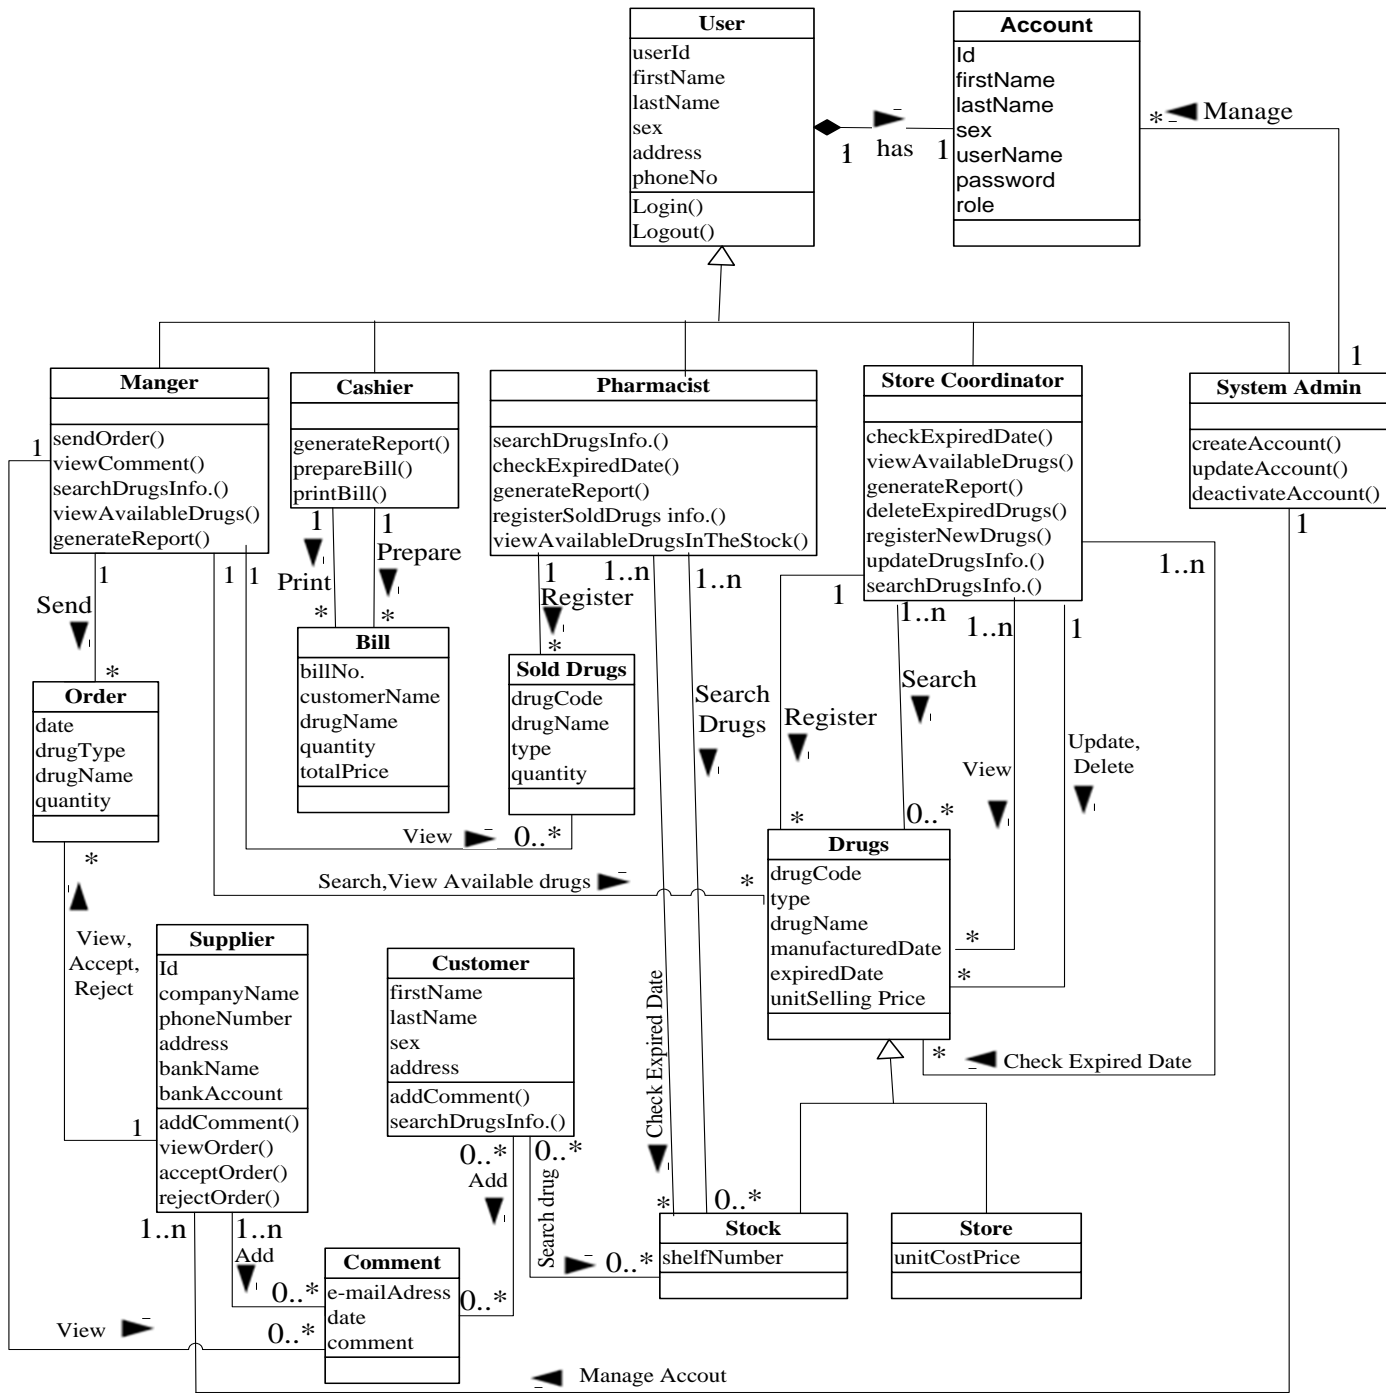 User
userId
firstName
lastName
sex
address
phoneNo
Login()
Logout()
Account
Id
firstName
lastName
sex
userName
password
role
1
has
1
*
Manage
1
Manger
sendOrder()
viewComment()
searchDrugsInfo.()
viewAvailableDrugs()
generateReport()
Cashier
generateReport()
prepareBill()
printBill()
Pharmacist
searchDrugsInfo.()
checkExpiredDate()
generateReport()
registerSoldDrugs info.()
viewAvailableDrugsInTheStock()
Store Coordinator
checkExpiredDate()
viewAvailableDrugs()
generateReport()
deleteExpiredDrugs()
registerNewDrugs()
updateDrugsInfo.()
searchDrugsInfo.()
System Admin
createAccount()
updateAccount()
deactivateAccount()
1
1
1
1
1
Print
1
Prepare
*
*
1
Register
*
1..n
1..n
1
1..n
1..n
1
1..n
1
Send
*
Order
date
drugType
drugName
quantity
Bill
billNo.
customerName
drugName
quantity
totalPrice
Sold Drugs
drugCode
drugName
type
quantity
Search
Drugs
Register
Search
View
Update,
Delete
View
0..*
*
0..*
Search,View Available drugs
*
Drugs
drugCode
type
drugName
manufacturedDate
expiredDate
unitSelling Price
*
*
*
Check Expired Date
*
View,
Accept,
Reject
1
Supplier
Id
companyName
phoneNumber
address
bankName
bankAccount
addComment()
viewOrder()
acceptOrder()
rejectOrder()
Customer
firstName
lastName
sex
address
addComment()
searchDrugsInfo.()
Check Expired Date
0..*
0..*
Add
Search drug
*
0..*
1..n
1..n
Add
0..*
0..*
0..*
0..*
View
Comment
e-mailAdress
date
comment
Stock
shelfNumber
Store
unitCostPrice
Manage Accout